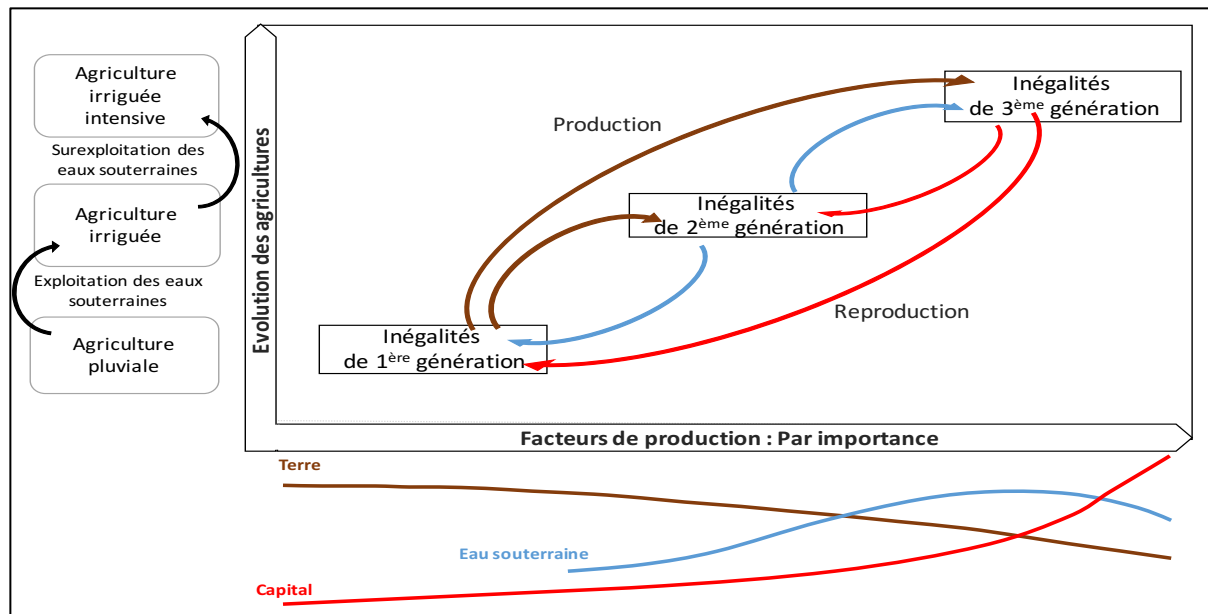 Agriculture
irriguée
intensive
Surexploitation des
eaux souterraines
Agriculture
irriguée
Exploitation des eaux
souterraines
Agriculture
pluviale
Evolution des agricultures
Production
Inégalités
de 3ème génération
Inégalités
de 2ème génération
Reproduction
Inégalités
de 1ère génération
Facteurs de production : Par importance
Terre
Eau souterraine
Capital